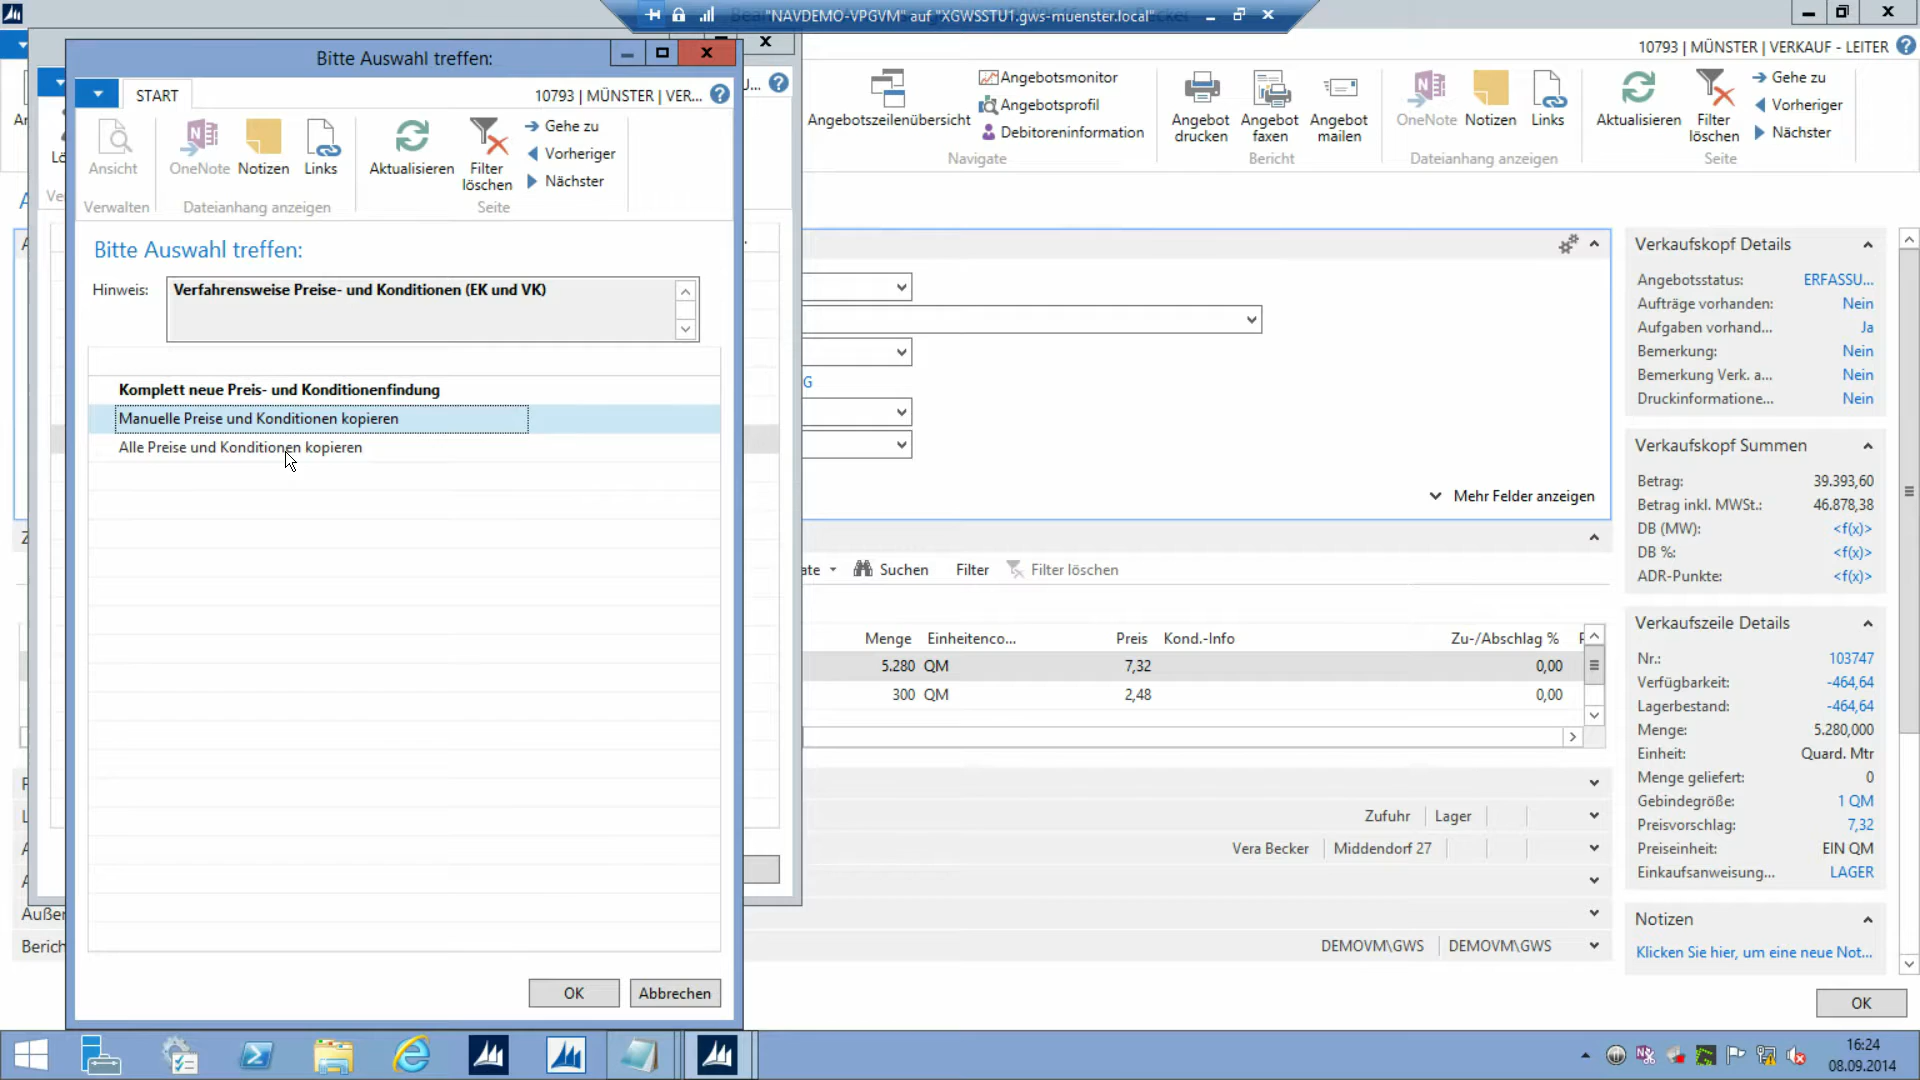 "NAVDEMO-VPGVM" auf "XGWSSTU1.gws-muenster.local"
Bitte Auswahl treffen:
10793 | MÜNSTER | VERKAUF - LEITER
START
10793 | MÜNSTER | VER...
Ansicht
OneNote
Notizen
Links
Aktualisieren
Filter löschen
Gehe zu
Vorheriger
Nächster
Verwalten
Dateianhang anzeigen
Seite
Angebotszeilenübersicht
Angebotsmonitor
Angebotsprofil
Debitoreninformation
Navigate
Angebot drucken
Angebot faxen
Angebot mailen
Bericht
OneNote
Notizen
Links
Dateianhang anzeigen
Aktualisieren
Filter löschen
Gehe zu
Vorheriger
Nächster
Seite
Bitte Auswahl treffen:
Hinweis:
Verfahrensweise Preise- und Konditionen (EK und VK)
Komplett neue Preis- und Konditionenfindung
Manuelle Preise und Konditionen kopieren
Alle Preise und Konditionen kopieren
OK
Abbrechen
G
Mehr Felder anzeigen
Suchen
Filter
Filter löschen
Menge Einheitenco... Preis Kond.-Info Zu-/Abschlag %
5.280 QM 7,32 0,00
300 QM 2,48 0,00
Zufuhr Lager
Vera Becker Middendorf 27
DEMOVM\GWS DEMOVM\GWS
Außer
Berich
Verkaufskopf Details
Angebotsstatus: ERFASSU...
Aufträge vorhanden: Nein
Aufgaben vorhand... Ja
Bemerkung: Nein
Bemerkung Verk. a... Nein
Druckinformatione... Nein
Verkaufskopf Summen
Betrag: 39.393,60
Betrag inkl. MWSt.: 46.878,38
DB (MW): <f(x)>
DB %: <f(x)>
ADR-Punkte: <f(x)>
Verkaufszeile Details
Nr.: 103747
Verfügbarkeit: -464,64
Lagerbestand: -464,64
Menge: 5.280,000
Einheit: Quard. Mtr
Menge geliefert: 0
Gebindegröße: 1 QM
Preisvorschlag: 7,32
Preiseinheit: EIN QM
Einkaufsanweisung... LAGER
Notizen
Klicken Sie hier, um eine neue Not...
OK
16:24
08.09.2014